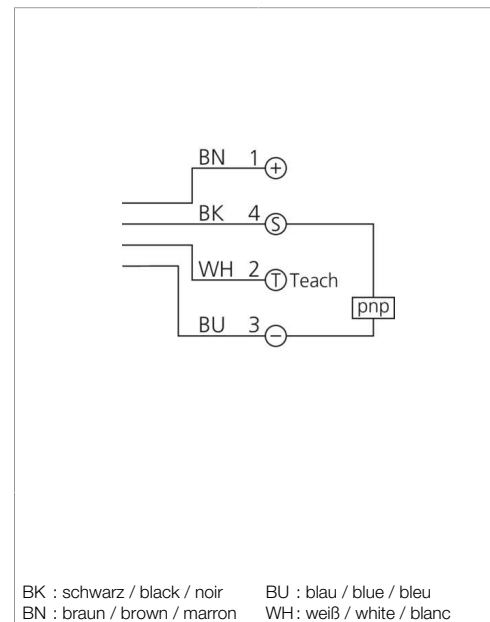 BN 1 +
BK 4 S
WH 2 T Teach
pnp
BU 3 −
BK : schwarz / black / noir BU : blau / blue / bleu
BN : braun / brown / marron WH : weiß / white / blanc